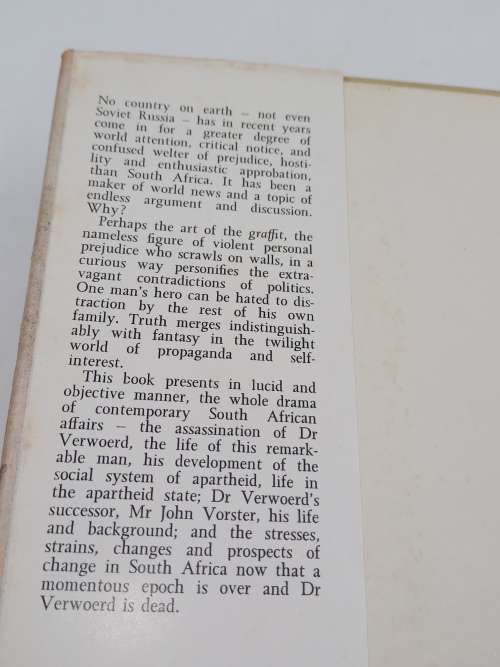 No country on earth – not even
Soviet Russia – has in recent years
come in for a greater degree of
world attention, critical notice, and
confused welter of prejudice, hosti-
lity and enthusiastic approbation,
than South Africa. It has been a
maker of world news and a topic of
endless argument and discussion.
Why?
Perhaps the art of the graffit, the
nameless figure of violent personal
prejudice who scrawls on walls, in a
curious way personifies the extra-
vagant contradictions of politics.
One man's hero can be hated to dis-
traction by the rest of his own
family. Truth merges indistinguish-
ably with fantasy in the twilight
world of propaganda and self-
interest.
This book presents in lucid and
objective manner, the whole drama
of contemporary South African
affairs – the assassination of Dr
Verwoerd, the life of this remark-
able man, his development of the
social system of apartheid, life in
the apartheid state; Dr Verwoerd's
successor, Mr John Vorster, his life
and background; and the stresses,
strains, changes and prospects of
change in South Africa now that a
momentous epoch is over and Dr
Verwoerd is dead.